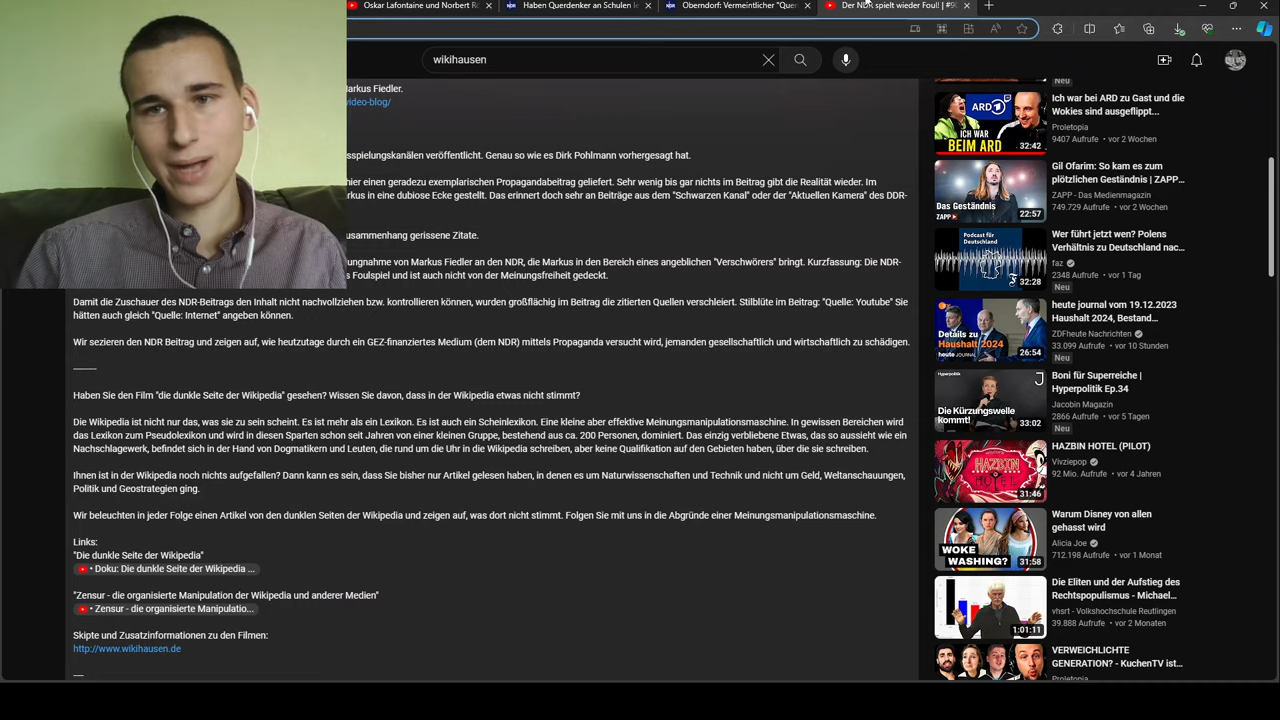 Oskar Lafontaine und Norbert R
Haben Querdenker an Schulen le
Oberndorf: Vermeintlicher "Quer
Der NDR spielt wieder Foul! | #90
wikihausen
arkus Fiedler.
video-blog/
sspielungskanälen veröffentlicht. Genau so wie es Dirk Pohlmann vorhergesagt hat.
hier einen geradezu exemplarischen Propagandabeitrag geliefert. Sehr wenig bis gar nichts im Beitrag gibt die Realität wieder. Im
rkus in eine dubiose Ecke gestellt. Das erinnert doch sehr an Beiträge aus dem "Schwarzen Kanal" oder der "Aktuellen Kamera" des DDR-
usammenhang gerissene Zitate.
ungnahme von Markus Fiedler an den NDR, die Markus in den Bereich eines angeblichen "Verschwörers" bringt. Kurzfassung: Die NDR-
s Foulspiel und ist auch nicht von der Meinungsfreiheit gedeckt.
Damit die Zuschauer des NDR-Beitrags den Inhalt nicht nachvollziehen bzw. kontrollieren können, wurden großflächig im Beitrag die zitierten Quellen verschleiert. Stilblüte im Beitrag: "Quelle: Youtube" Sie
hätten auch gleich "Quelle: Internet" angeben können.
Wir sezieren den NDR Beitrag und zeigen auf, wie heutzutage durch ein GEZ-finanziertes Medium (dem NDR) mittels Propaganda versucht wird, jemanden gesellschaftlich und wirtschaftlich zu schädigen.
Haben Sie den Film "die dunkle Seite der Wikipedia" gesehen? Wissen Sie davon, dass in der Wikipedia etwas nicht stimmt?
Die Wikipedia ist nicht nur das, was sie zu sein scheint. Es ist mehr als ein Lexikon. Es ist auch ein Scheinlexikon. Eine kleine aber effektive Meinungsmanipulationsmaschine. In gewissen Bereichen wird
das Lexikon zum Pseudolexikon und wird in diesen Sparten schon seit Jahren von einer kleinen Gruppe, bestehend aus ca. 200 Personen, dominiert. Das einzig verbliebene Etwas, das so aussieht wie ein
Nachschlagewerk, befindet sich in der Hand von Dogmatikern und Leuten, die rund um die Uhr in die Wikipedia schreiben, aber keine Qualifikation auf den Gebieten haben, über die sie schreiben.
Ihnen ist in der Wikipedia noch nichts aufgefallen? Dann kann es sein, dass Sie bisher nur Artikel gelesen haben, in denen es um Naturwissenschaften und Technik und nicht um Geld, Weltanschauungen,
Politik und Geostrategien ging.
Wir beleuchten in jeder Folge einen Artikel von den dunklen Seiten der Wikipedia und zeigen auf, was dort nicht stimmt. Folgen Sie mit uns in die Abgründe einer Meinungsmanipulationsmaschine.
Links:
"Die dunkle Seite der Wikipedia"
• Doku: Die dunkle Seite der Wikipedia ...
"Zensur - die organisierte Manipulation der Wikipedia und anderer Medien"
• Zensur - die organisierte Manipulatio...
Skipte und Zusatzinformationen zu den Filmen:
http://www.wikihausen.de
Neu
ARD
ICH WAR
BEIM ARD
32:42
Ich war bei ARD zu Gast und die
Wokies sind ausgeflippt...
Proletopia
9407 Aufrufe • vor 2 Wochen
Das Geständnis
ZAPP
22:57
Gil Ofarim: So kam es zum
plötzlichen Geständnis | ZAPP...
ZAPP - Das Medienmagazin
749.729 Aufrufe • vor 2 Wochen
Podcast für
Deutschland
32:28
Wer führt jetzt wen? Polens
Verhältnis zu Deutschland nac...
faz
2348 Aufrufe • vor 1 Tag
Neu
Details zu
Haushalt 2024
heute journal
26:54
heute journal vom 19.12.2023
Haushalt 2024, Bestand...
ZDFheute Nachrichten
33.099 Aufrufe • vor 10 Stunden
Neu
Hyperpolitik
J
Die Kürzungswelle
kommt!
33:02
Boni für Superreiche |
Hyperpolitik Ep.34
Jacobin Magazin
2866 Aufrufe • vor 5 Tagen
Neu
HAZBIN
HOTEL
31:46
HAZBIN HOTEL (PILOT)
Vivziepop
92 Mio. Aufrufe • vor 4 Jahren
WOKE
WASHING?
31:58
Warum Disney von allen
gehasst wird
Alicia Joe
712.198 Aufrufe • vor 1 Monat
1:01:11
Die Eliten und der Aufstieg des
Rechtspopulismus - Michael...
vhsrt - Volkshochschule Reutlingen
39.888 Aufrufe • vor 2 Monaten
VERWEICHLICHTE
GENERATION? - KuchenTV ist...
Proletopia